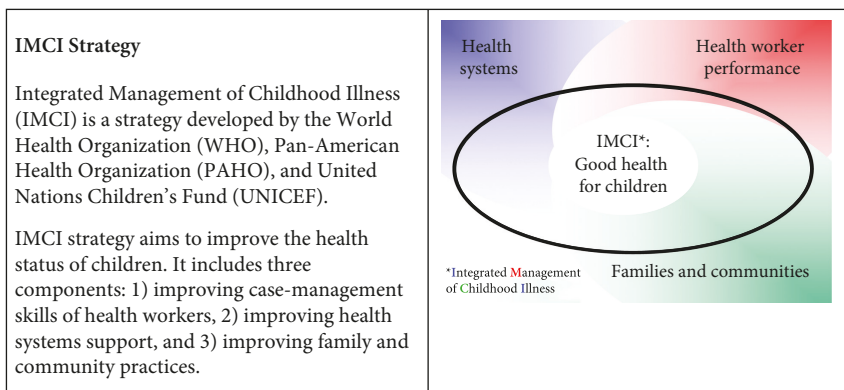 IMCI Strategy
Integrated Management of Childhood Illness
(IMCI) is a strategy developed by the World
Health Organization (WHO), Pan-American
Health Organization (PAHO), and United
Nations Children's Fund (UNICEF).
IMCI strategy aims to improve the health
status of children. It includes three
components: 1) improving case-management
skills of health workers, 2) improving health
systems support, and 3) improving family and
community practices.
Health
systems
Health worker
performance
IMCI*:
Good health
for children
Families and communities
*Integrated Management
of Childhood Illness